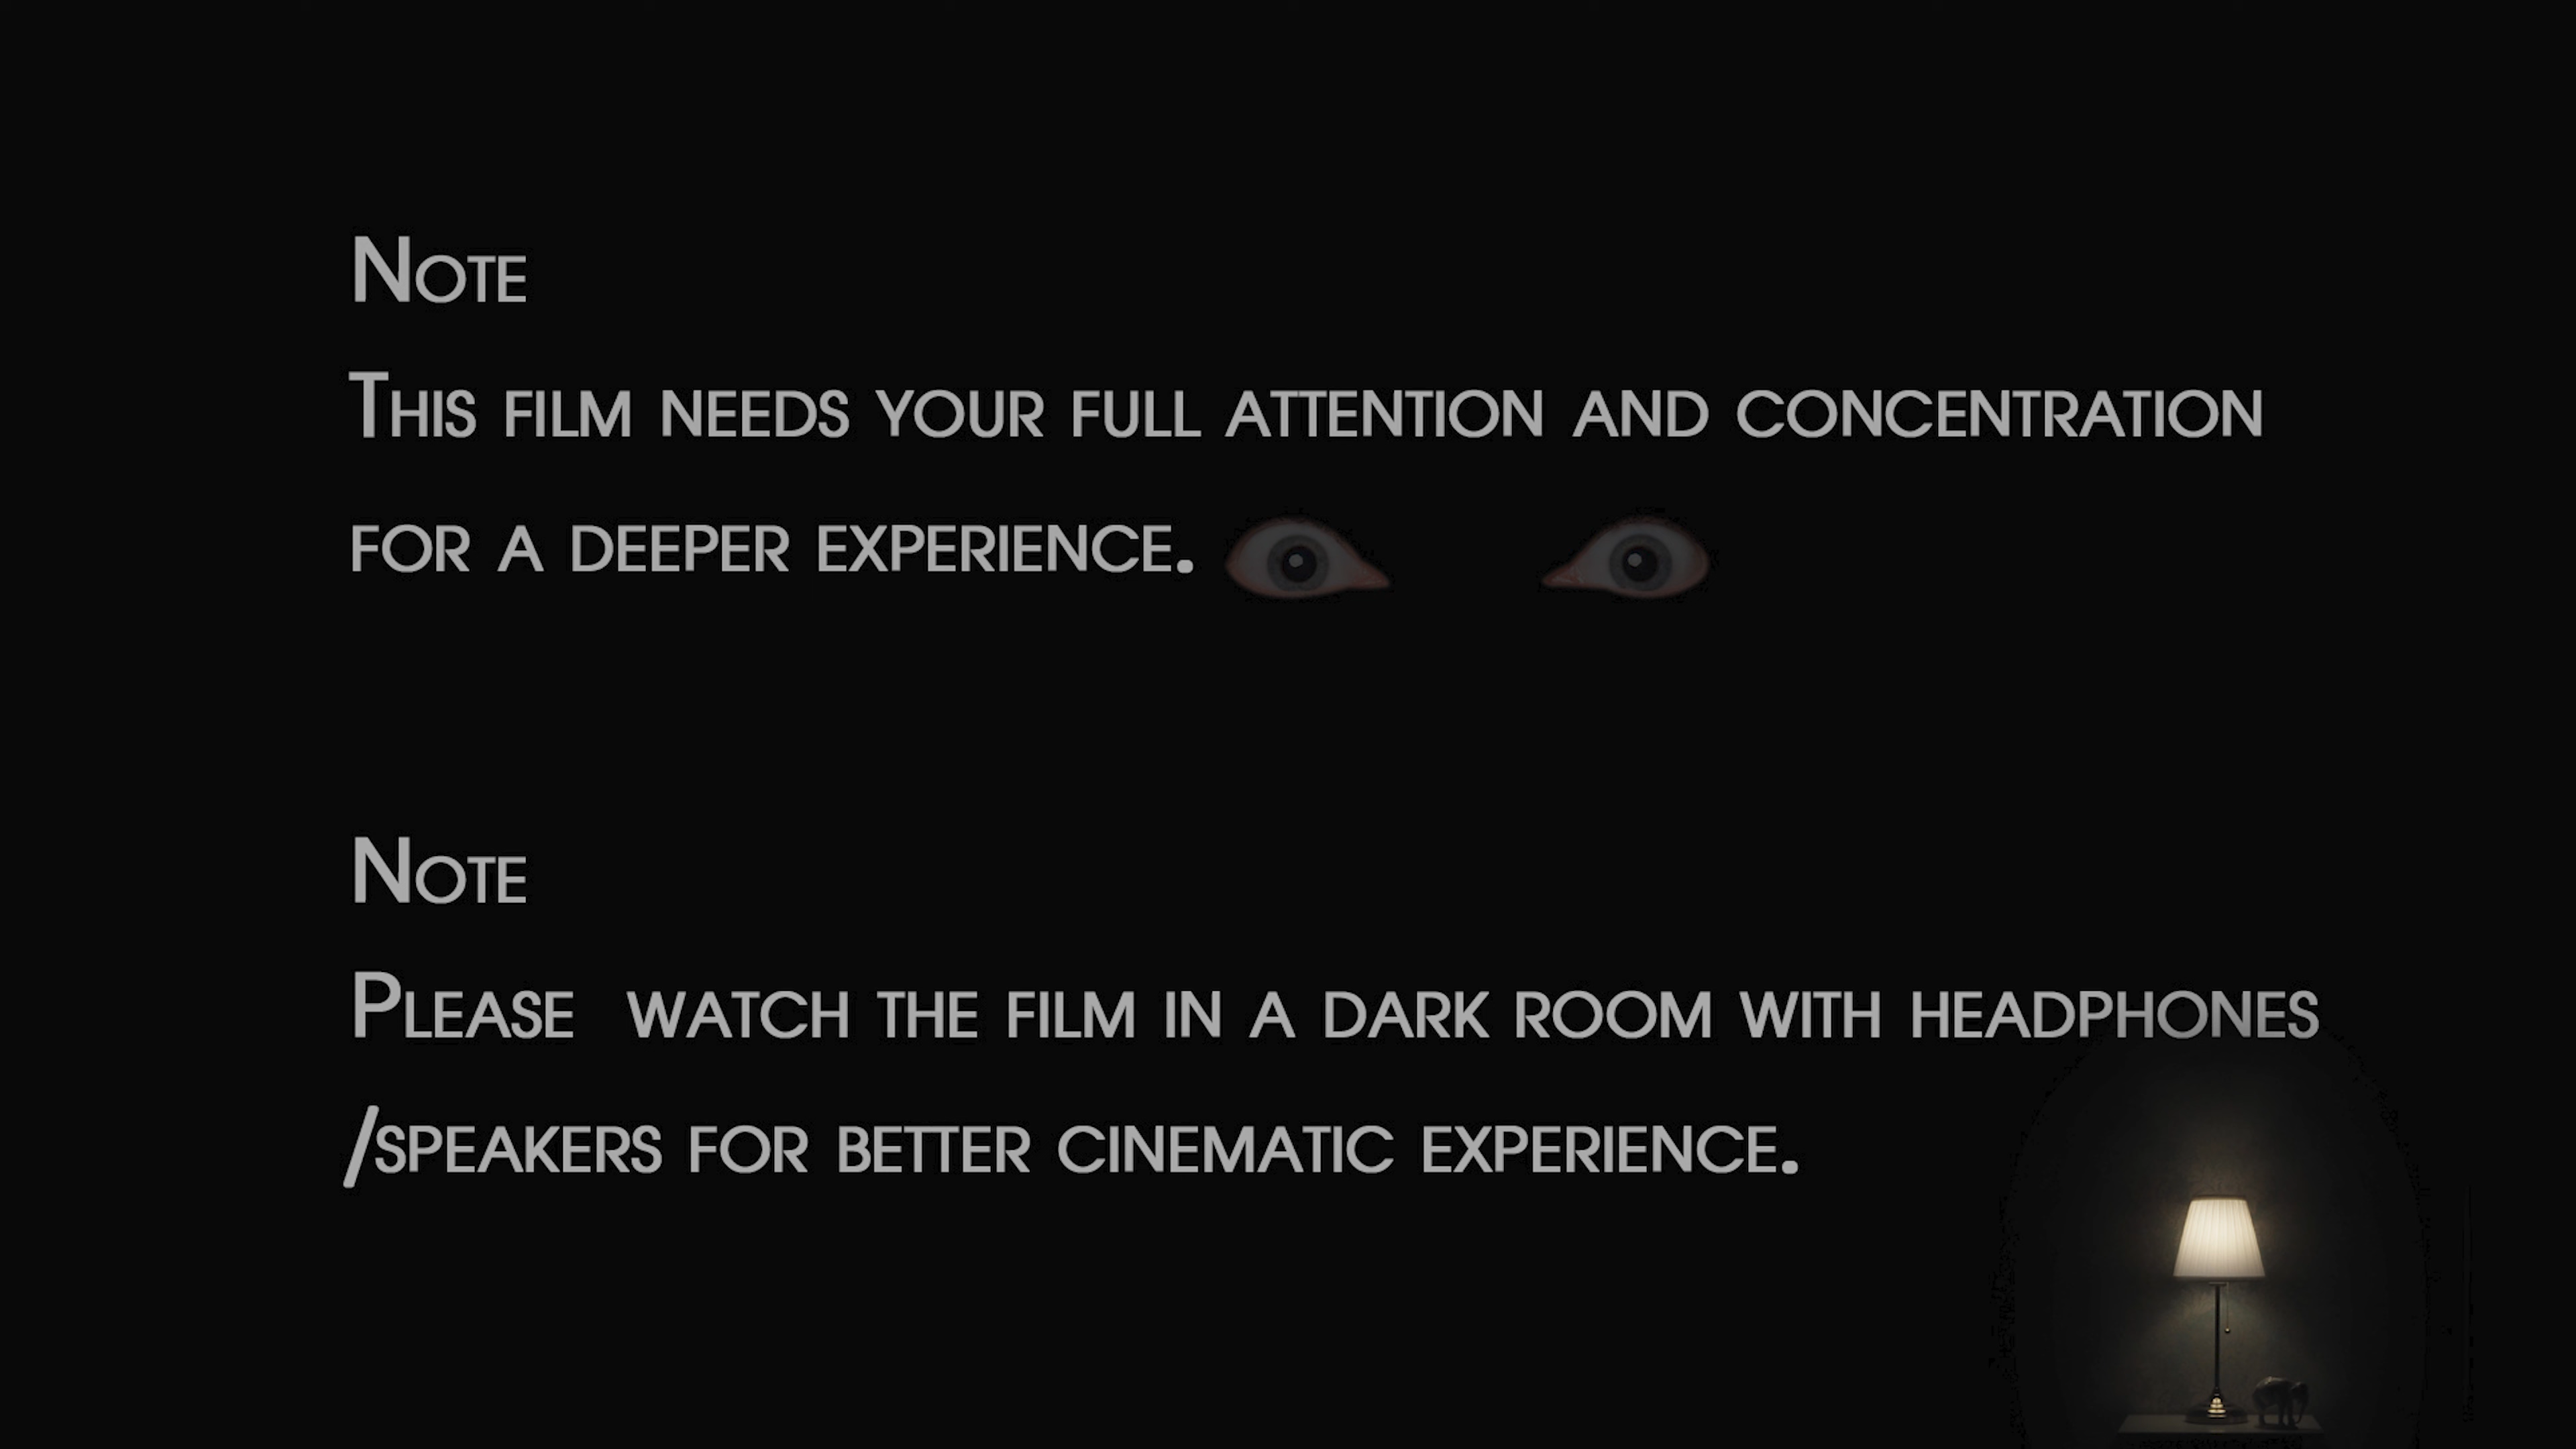 Note
This film needs your full attention and concentration
for a deeper experience.
Note
Please  watch the film in a dark room with headphones
/speakers for better cinematic experience.